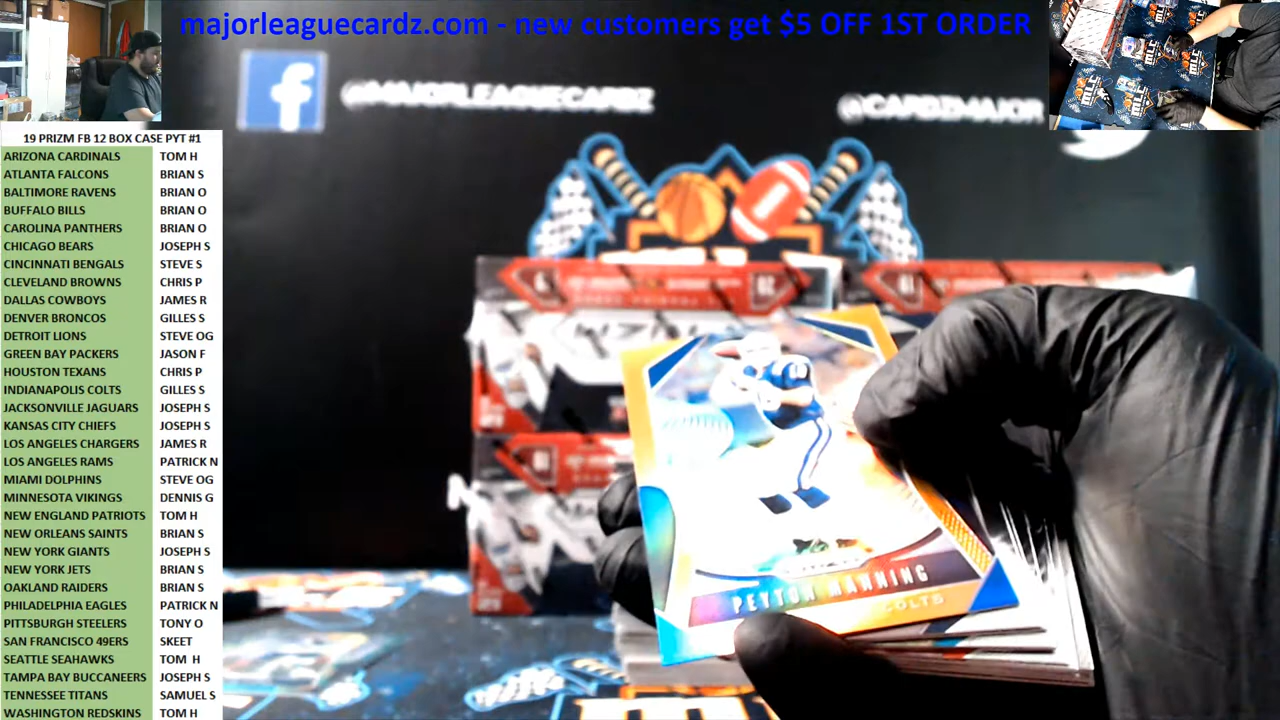 majorleaguecardz.com - new customers get $5 OFF 1ST ORDER
@MAJORLEAGUECARDZ
@CARDZMAJOR
19 PRIZM FB 12 BOX CASE PYT #1
ARIZONA CARDINALS TOM H
ATLANTA FALCONS BRIAN S
BALTIMORE RAVENS BRIAN O
BUFFALO BILLS BRIAN O
CAROLINA PANTHERS BRIAN O
CHICAGO BEARS JOSEPH S
CINCINNATI BENGALS STEVE S
CLEVELAND BROWNS CHRIS P
DALLAS COWBOYS JAMES R
DENVER BRONCOS GILLES S
DETROIT LIONS STEVE OG
GREEN BAY PACKERS JASON F
HOUSTON TEXANS CHRIS P
INDIANAPOLIS COLTS GILLES S
JACKSONVILLE JAGUARS JOSEPH S
KANSAS CITY CHIEFS JOSEPH S
LOS ANGELES CHARGERS JAMES R
LOS ANGELES RAMS PATRICK N
MIAMI DOLPHINS STEVE OG
MINNESOTA VIKINGS DENNIS G
NEW ENGLAND PATRIOTS TOM H
NEW ORLEANS SAINTS BRIAN S
NEW YORK GIANTS JOSEPH S
NEW YORK JETS BRIAN S
OAKLAND RAIDERS BRIAN S
PHILADELPHIA EAGLES PATRICK N
PITTSBURGH STEELERS TONY O
SAN FRANCISCO 49ERS SKEET
SEATTLE SEAHAWKS TOM H
TAMPA BAY BUCCANEERS JOSEPH S
TENNESSEE TITANS SAMUEL S
WASHINGTON REDSKINS TOM H
PRIZM
PEYTON MANNING
COLTS